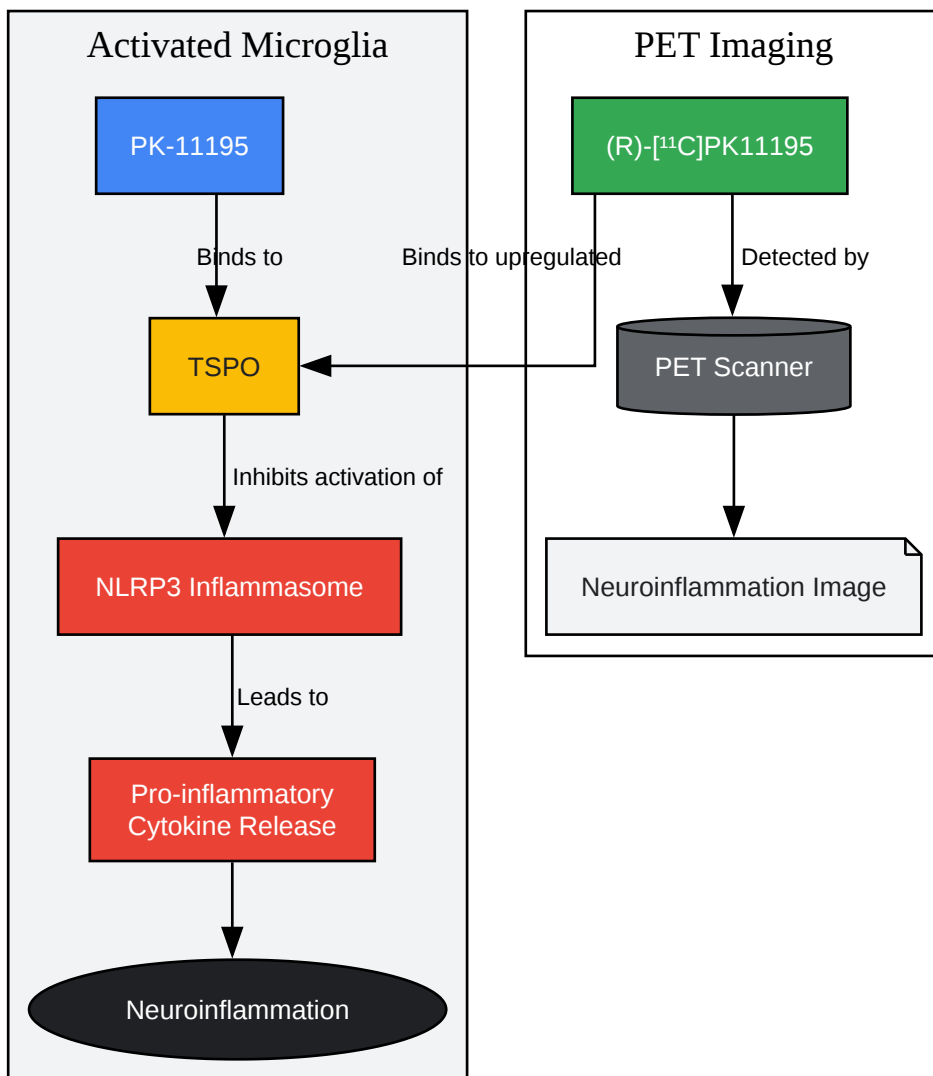 Activated Microglia
PK-11195
Binds to
TSPO
Inhibits activation of
NLRP3 Inflammasome
Leads to
Pro-inflammatory
Cytokine Release
Neuroinflammation
PET Imaging
(R)-[¹¹C]PK11195
Binds to upregulated
Detected by
PET Scanner
Neuroinflammation Image